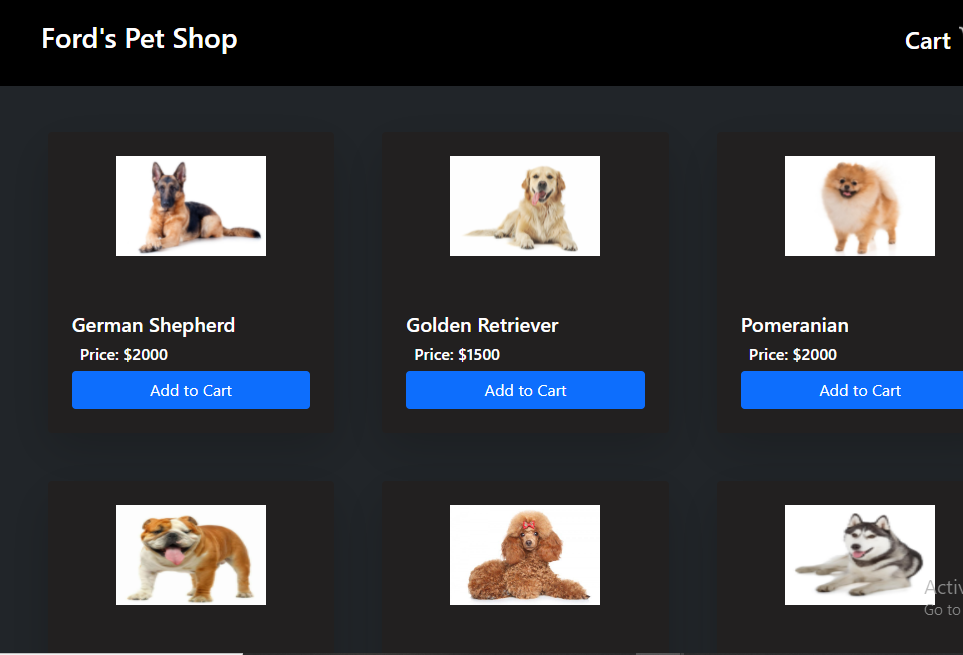 Ford's Pet Shop
Cart
German Shepherd
Golden Retriever
Pomeranian
Price: $2000
Price: $1500
Price: $2000
Add to Cart
Add to Cart
Add to Cart
Go to